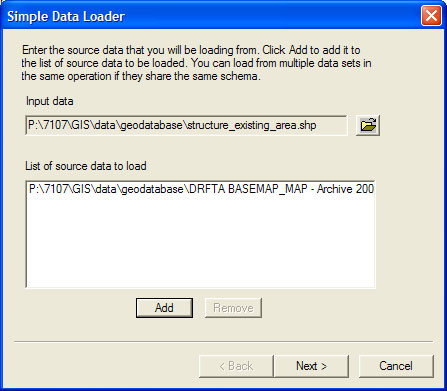 Simple Data Loader
Enter the source data that you will be loading from. Click Add to add it to
the list of source data to be loaded. You can load from multiple data sets in
the same operation if they share the same schema.
Input data
P:\7107\GIS\data\geodatabase\structure_existing_area.shp
List of source data to load
P:\7107\GIS\data\geodatabase\DRFTA BASEMAP_MAP - Archive 200
Add
Remove
< Back
Next >
Cancel